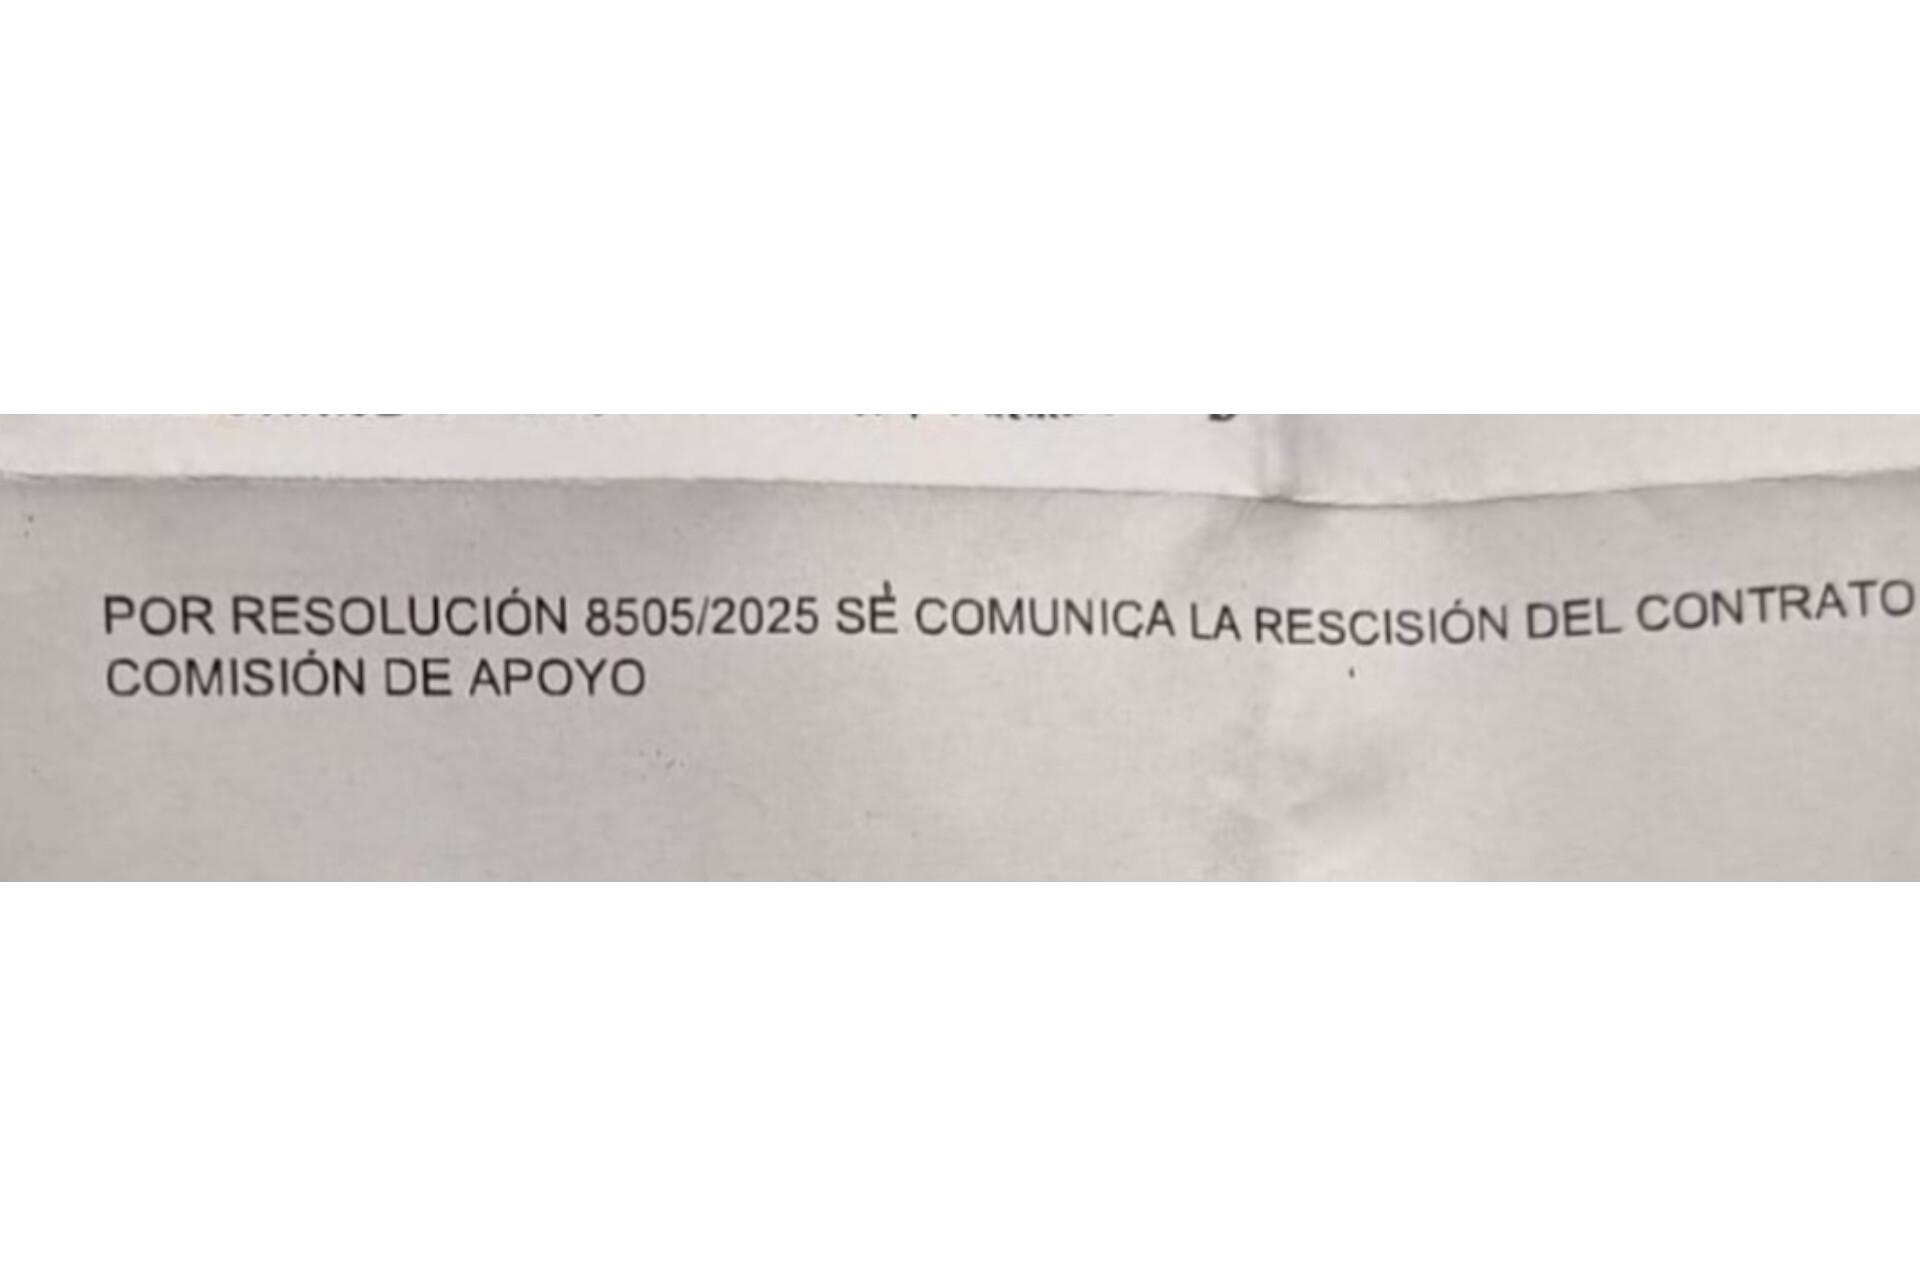 POR RESOLUCIÓN 8505/2025 SE COMUNICA LA RESCISIÓN DEL CONTRATO
COMISIÓN DE APOYO